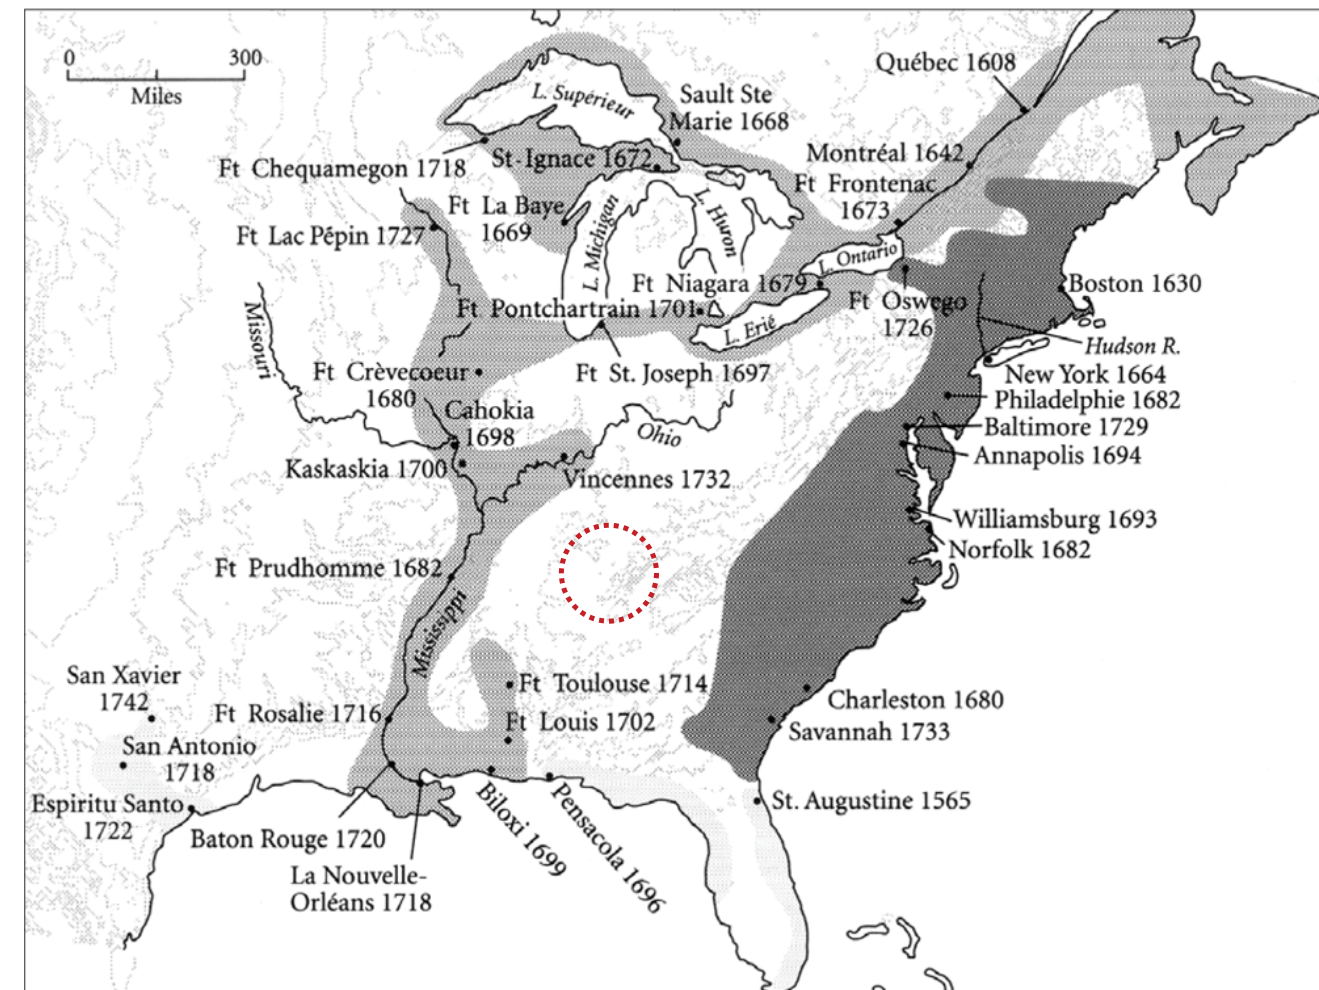 0 300
Miles
Québec 1608
L. Supérieur
Sault Ste
Marie 1668
Ft Chequamegon 1718
St-Ignace 1672
Montréal 1642
Ft Frontenac
1673
Ft La Baye
1669
L. Michigan
L. Huron
Ft Lac Pépin 1727
L. Ontario
Ft Niagara 1679
Boston 1630
Ft Pontchartrain 1701
Ft Oswego
1726
L. Erié
Missouri
Hudson R.
Ft Crèvecoeur
1680
Ft St. Joseph 1697
New York 1664
Philadelphie 1682
Cahokia
1698
Ohio
Baltimore 1729
Annapolis 1694
Kaskaskia 1700
Vincennes 1732
Williamsburg 1693
Norfolk 1682
Ft Prudhomme 1682
Mississippi
San Xavier
1742
Ft Toulouse 1714
Charleston 1680
Ft Rosalie 1716
Ft Louis 1702
Savannah 1733
San Antonio
1718
Espiritu Santo
1722
St. Augustine 1565
Baton Rouge 1720
Biloxi 1699
Pensacola 1696
La Nouvelle-
Orléans 1718